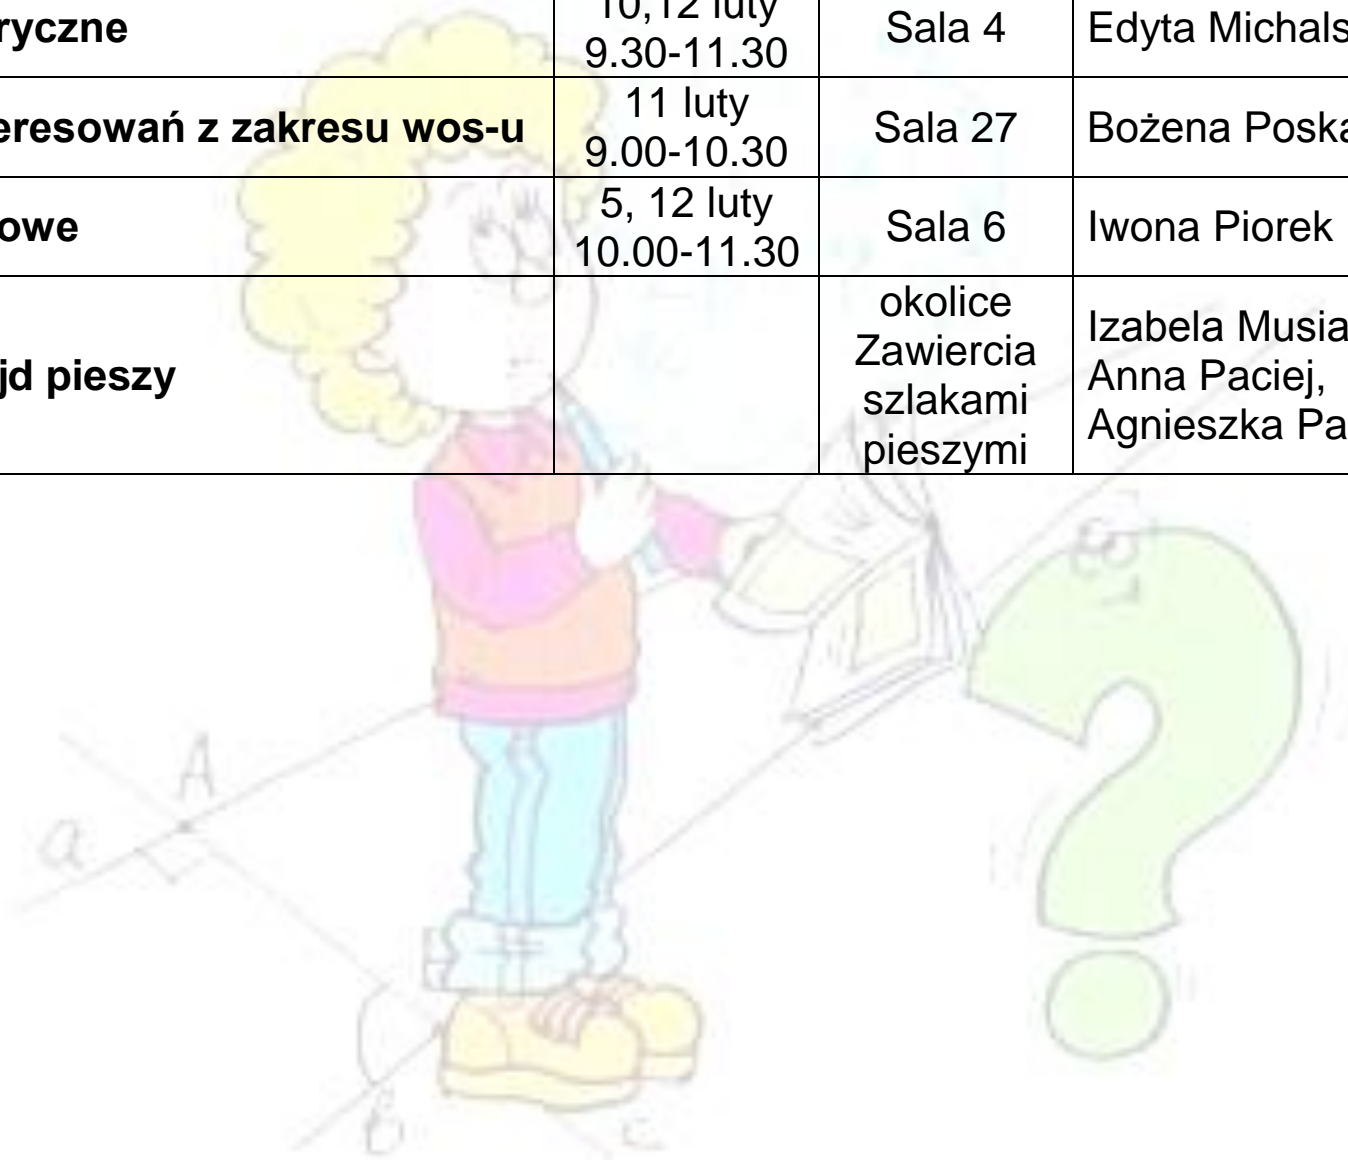 ryczne
10,12 luty
9.30-11.30
Sala 4
Edyta Michals
eresowań z zakresu wos-u
11 luty
9.00-10.30
Sala 27
Bożena Poska
owe
5, 12 luty
10.00-11.30
Sala 6
Iwona Piorek
jd pieszy
okolice
Zawiercia
szlakami
pieszymi
Izabela Musia
Anna Paciej,
Agnieszka Pa
A
a
b
c